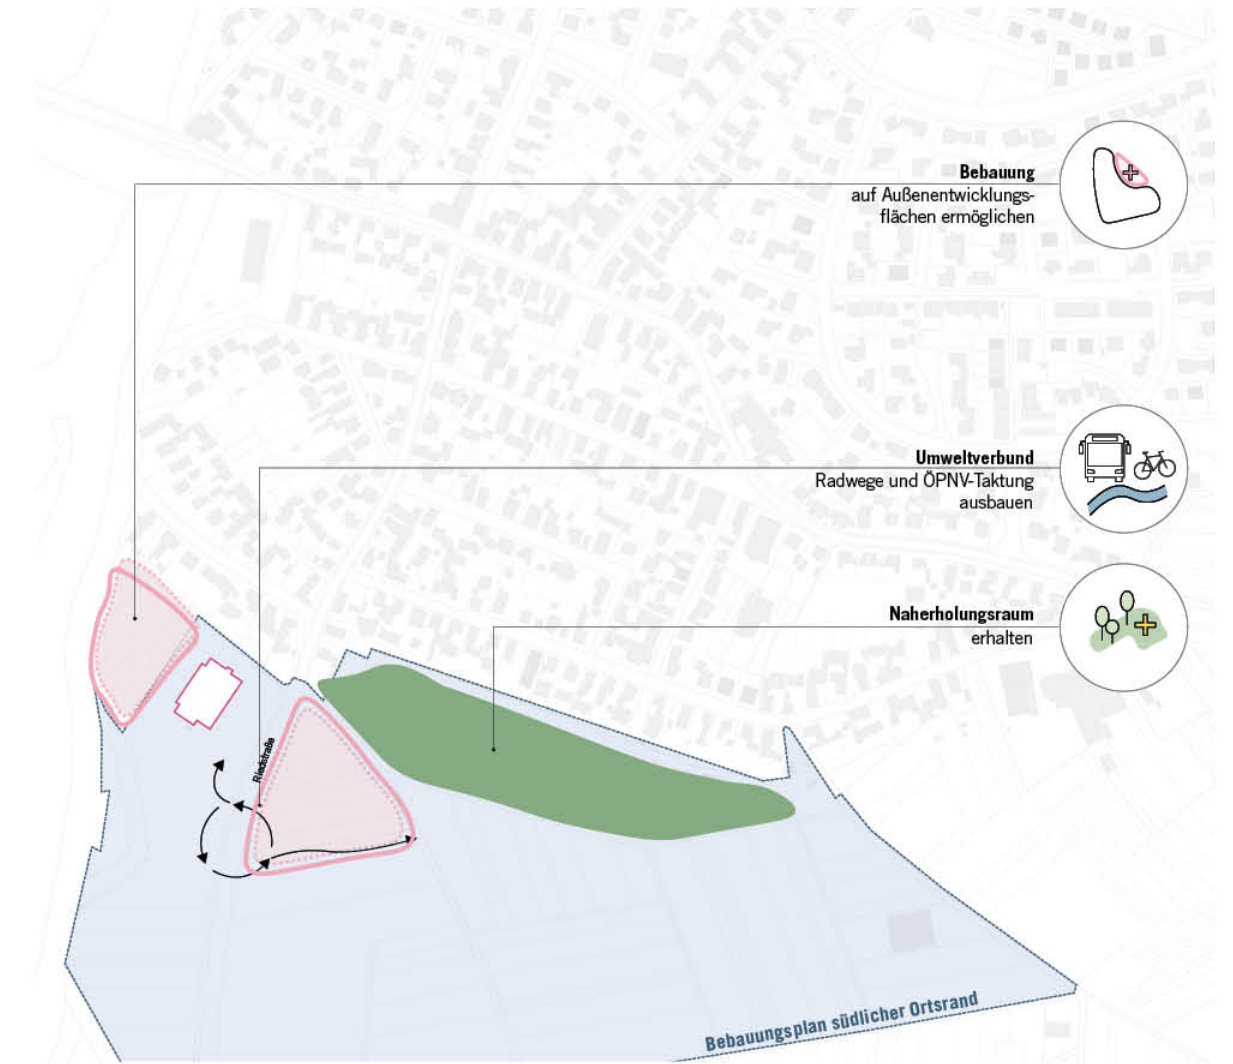 Bebauung
auf Außenentwicklungs-
flächen ermöglichen
Umweltverbund
Radwege und ÖPNV-Taktung
ausbauen
Naherholungsraum
erhalten
Riedstraße
Bebauungsplan südlicher Ortsrand